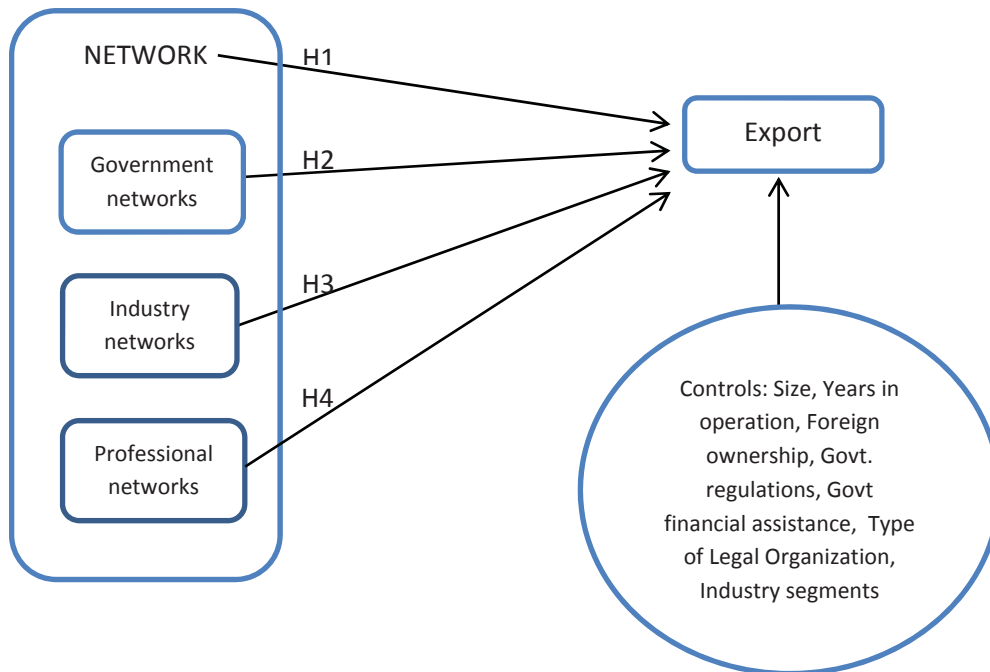 NETWORK
H1
Export
Government
networks
H2
Industry
networks
H3
Professional
networks
H4
Controls: Size, Years in
operation, Foreign
ownership, Govt.
regulations, Govt
financial assistance,  Type
of Legal Organization,
Industry segments